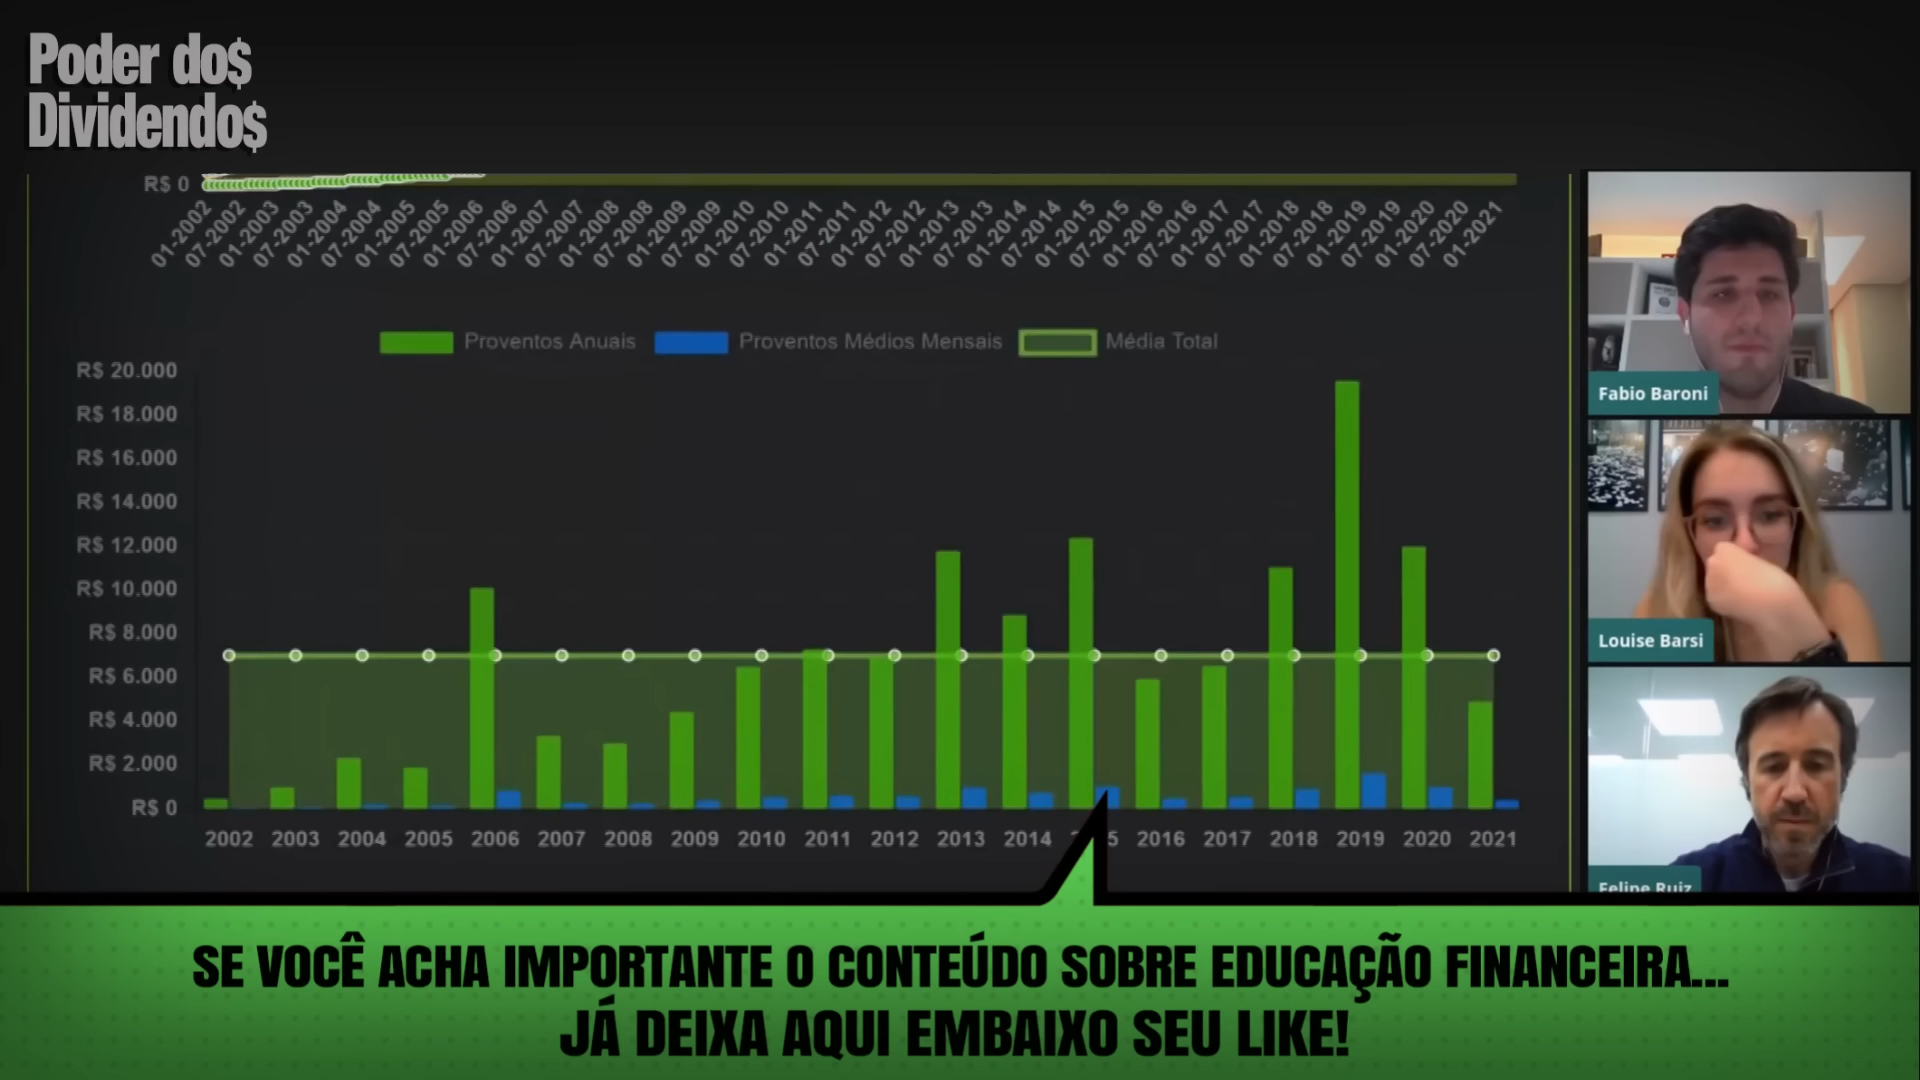 Poder do$
Dividendo$
R$ 0
01-2002 07-2002 01-2003 07-2003 01-2004 07-2004 01-2005 07-2005 01-2006 07-2006 01-2007 07-2007 01-2008 07-2008 01-2009 07-2009 01-2010 07-2010 01-2011 07-2011 01-2012 07-2012 01-2013 07-2013 01-2014 07-2014 01-2015 07-2015 01-2016 07-2016 01-2017 07-2017 01-2018 07-2018 01-2019 07-2019 01-2020 07-2020 01-2021
Proventos Anuais Proventos Médios Mensais Média Total
R$ 20.000
R$ 18.000
R$ 16.000
R$ 14.000
R$ 12.000
R$ 10.000
R$ 8.000
R$ 6.000
R$ 4.000
R$ 2.000
R$ 0
2002 2003 2004 2005 2006 2007 2008 2009 2010 2011 2012 2013 2014 2016 2017 2018 2019 2020 2021
Fabio Baroni
Louise Barsi
Felipe Ruiz
SE VOCÊ ACHA IMPORTANTE O CONTEÚDO SOBRE EDUCAÇÃO FINANCEIRA...
JÁ DEIXA AQUI EMBAIXO SEU LIKE!